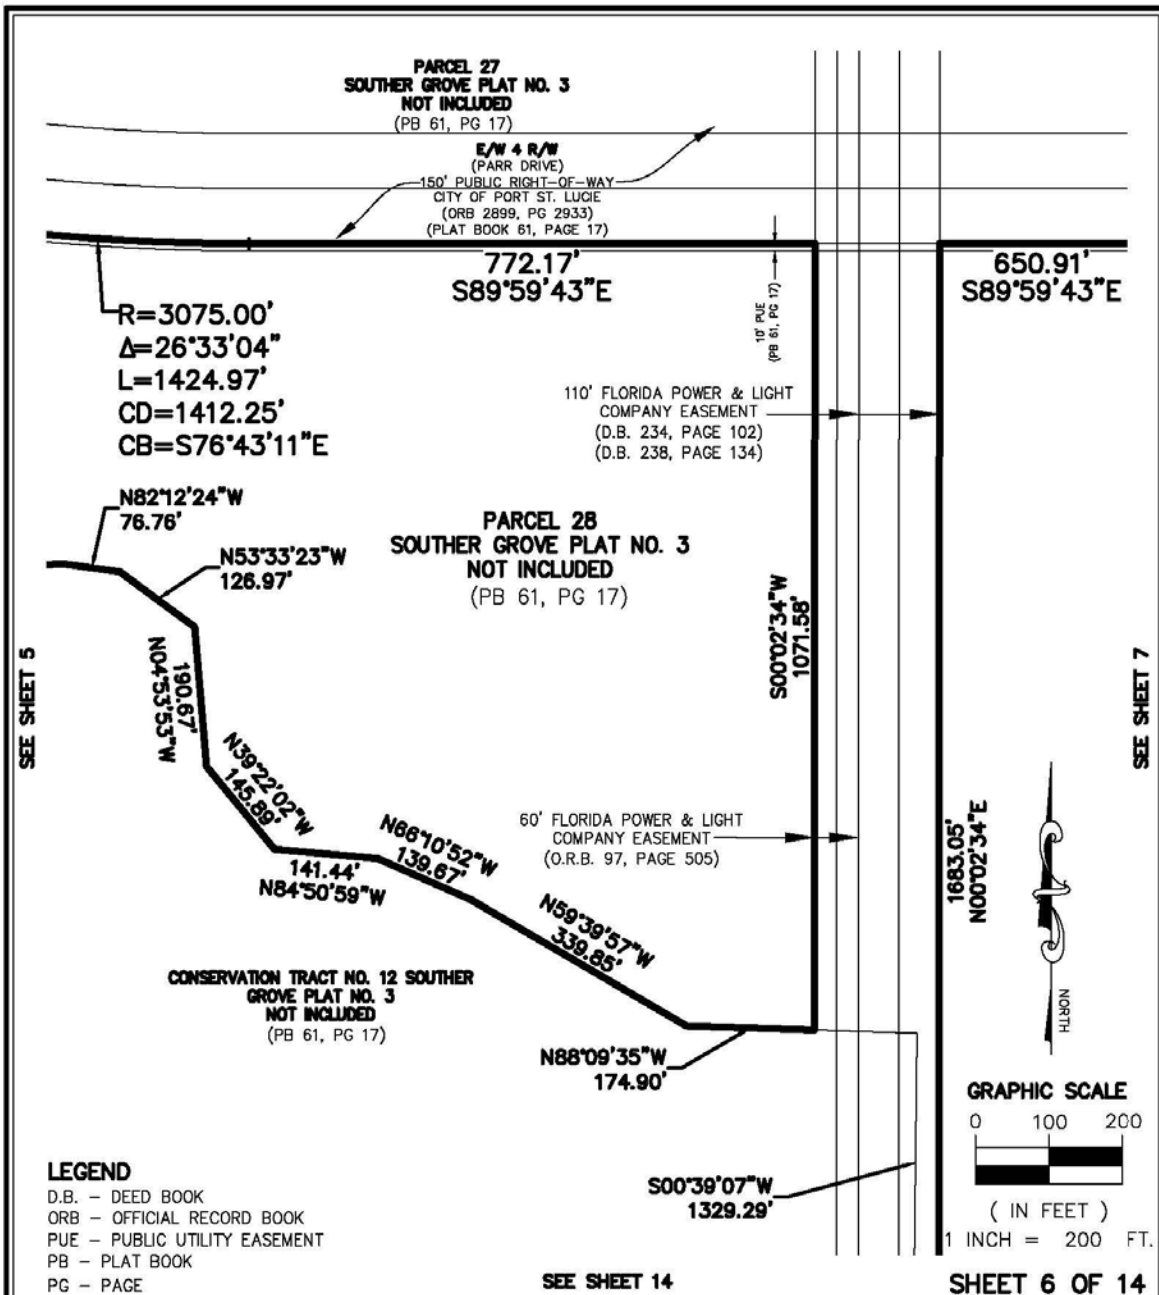 PARCEL 27
SOUTHER GROVE PLAT NO. 3
NOT INCLUDED
(PB 61, PG 17)
E/W 4 R/W
(PARR DRIVE)
150' PUBLIC RIGHT-OF-WAY
CITY OF PORT ST. LUCIE
(ORB 2899, PG 2933)
(PLAT BOOK 61, PAGE 17)
772.17'
S89°59'43"E
650.91'
S89°59'43"E
10' PUE
(PB 61, PG 17)
R=3075.00'
Δ=26°33'04"
L=1424.97'
CD=1412.25'
CB=S76°43'11"E
110' FLORIDA POWER & LIGHT
COMPANY EASEMENT
(D.B. 234, PAGE 102)
(D.B. 238, PAGE 134)
N82°12'24"W
76.76'
N53°33'23"W
126.97'
PARCEL 28
SOUTHER GROVE PLAT NO. 3
NOT INCLUDED
(PB 61, PG 17)
S00°02'34"W
1071.58'
SEE SHEET 5
190.67'
N04°53'53"W
SEE SHEET 7
N39°22'02"W
145.89'
60' FLORIDA POWER & LIGHT
COMPANY EASEMENT
(O.R.B. 97, PAGE 505)
N66°10'52"W
139.67'
141.44'
N84°50'59"W
1683.05'
N00°02'34"E
N59°39'57"W
339.85'
CONSERVATION TRACT NO. 12 SOUTHER
GROVE PLAT NO. 3
NOT INCLUDED
(PB 61, PG 17)
NORTH
N88°09'35"W
174.90'
GRAPHIC SCALE
0 100 200
( IN FEET )
1 INCH = 200 FT.
S00°39'07"W
1329.29'
LEGEND
D.B. - DEED BOOK
ORB - OFFICIAL RECORD BOOK
PUE - PUBLIC UTILITY EASEMENT
PB - PLAT BOOK
PG - PAGE
SEE SHEET 14
SHEET 6 OF 14